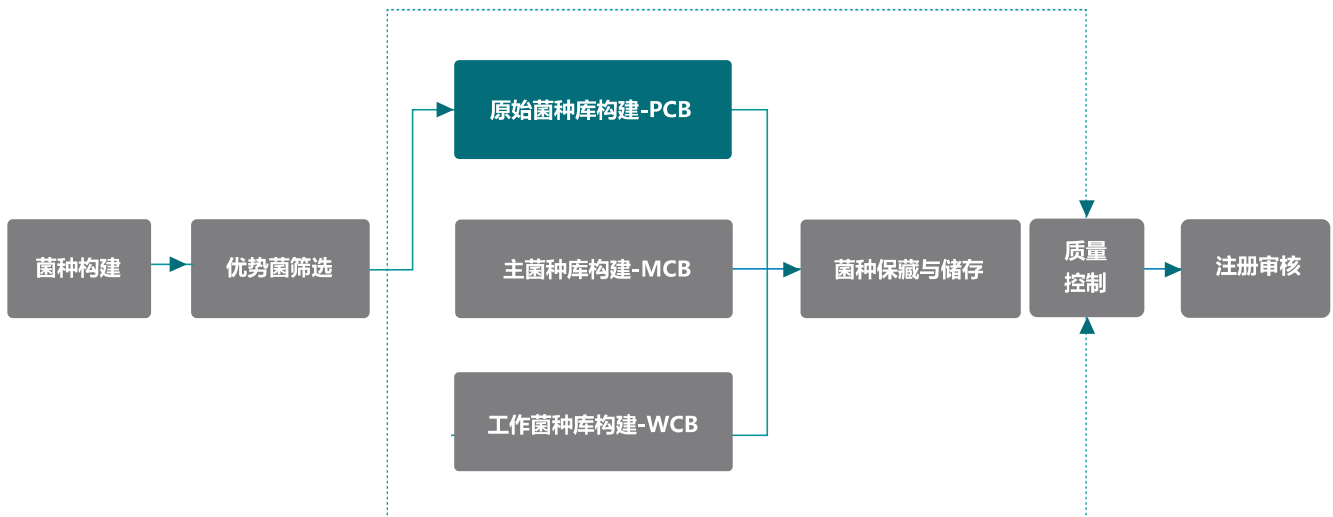 原始菌种库构建-PCB
菌种构建
优势菌筛选
主菌种库构建-MCB
菌种保藏与储存
质量
控制
注册审核
工作菌种库构建-WCB